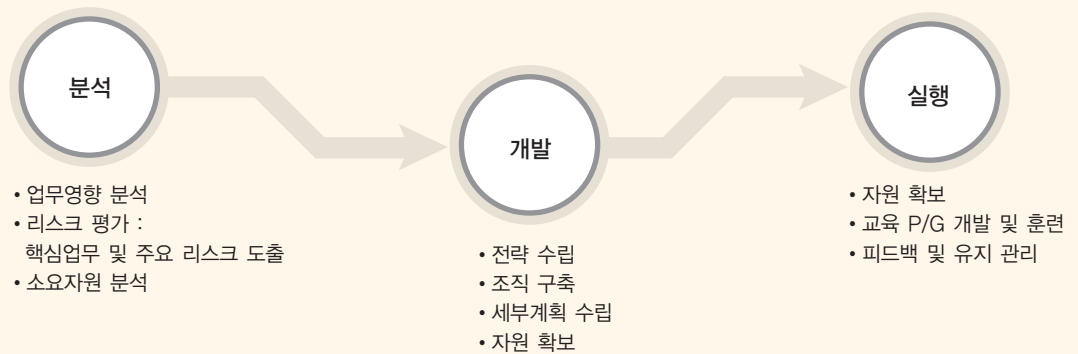 분석
• 업무영향 분석
• 리스크 평가 :
핵심업무 및 주요 리스크 도출
• 소요자원 분석
개발
• 전략 수립
• 조직 구축
• 세부계획 수립
• 자원 확보
실행
• 자원 확보
• 교육 P/G 개발 및 훈련
• 피드백 및 유지 관리